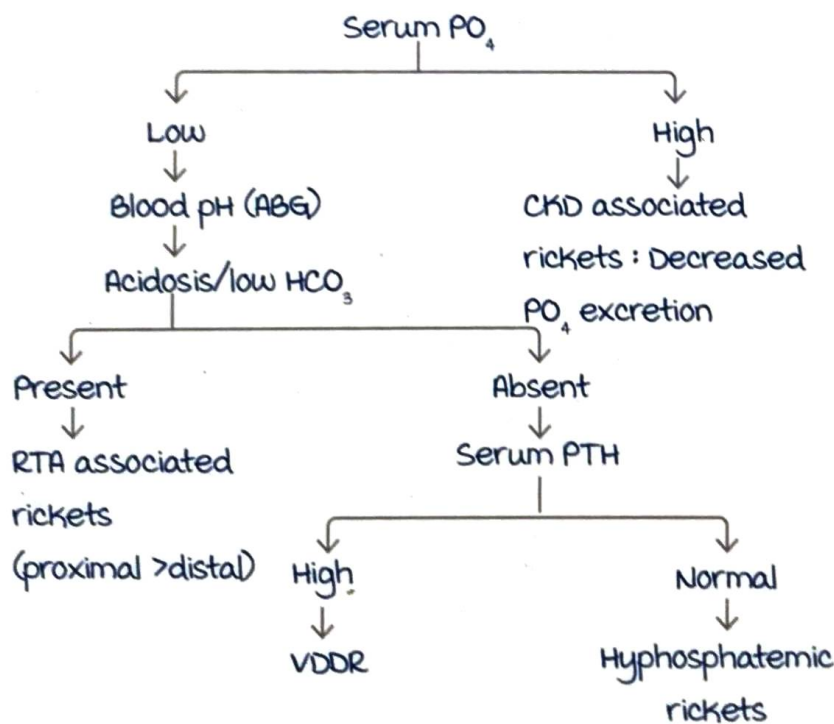 Serum PO₄
Low
High
Blood pH (ABG)
CKD associated
rickets : Decreased
PO₄ excretion
Acidosis/low HCO₃
Present
Absent
RTA associated
rickets
(proximal >distal)
Serum PTH
High
Normal
VDDR
Hyphosphatemic
rickets